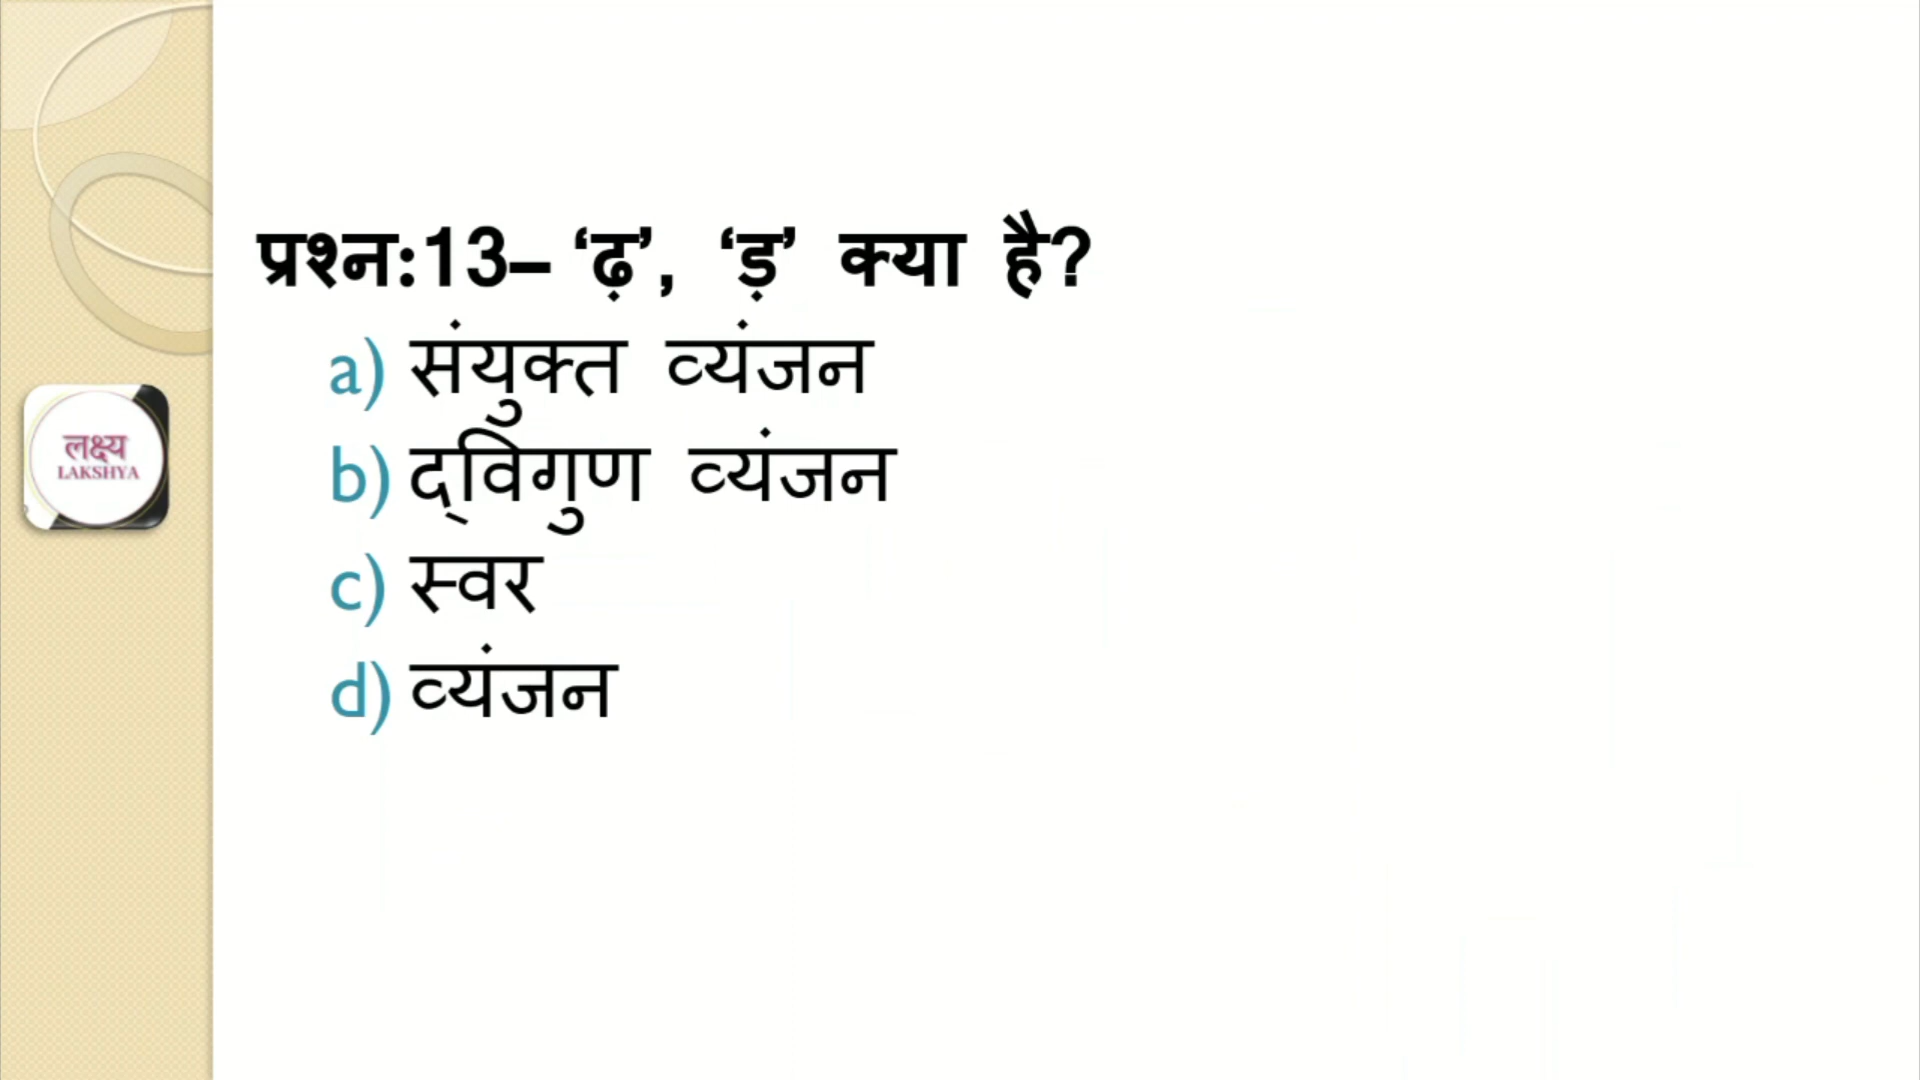 प्रश्न:13– ‘ढ़’, ‘ड़’ क्या है?
a) संयुक्त व्यंजन
b) द्विगुण व्यंजन
c) स्वर
d) व्यंजन
लक्ष्य
LAKSHYA